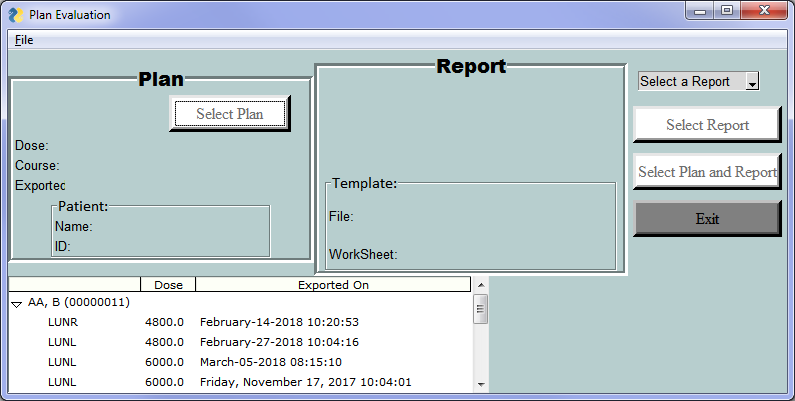 Plan Evaluation
File
Plan
Select Plan
Dose:
Course:
Exported
Patient:
Name:
ID:
Report
Template:
File:
WorkSheet:
Select a Report
Select Report
Select Plan and Report
Exit
Dose Exported On
AA, B (00000011)
LUNR 4800.0 February-14-2018 10:20:53
LUNL 4800.0 February-27-2018 10:04:16
LUNL 6000.0 March-05-2018 08:15:10
LUNL 6000.0 Friday, November 17, 2017 10:04:01